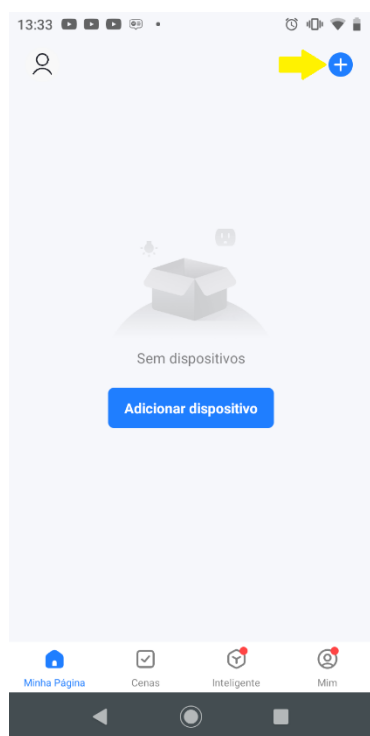 13:33
Sem dispositivos
Adicionar dispositivo
Minha Página
Cenas
Inteligente
Mim